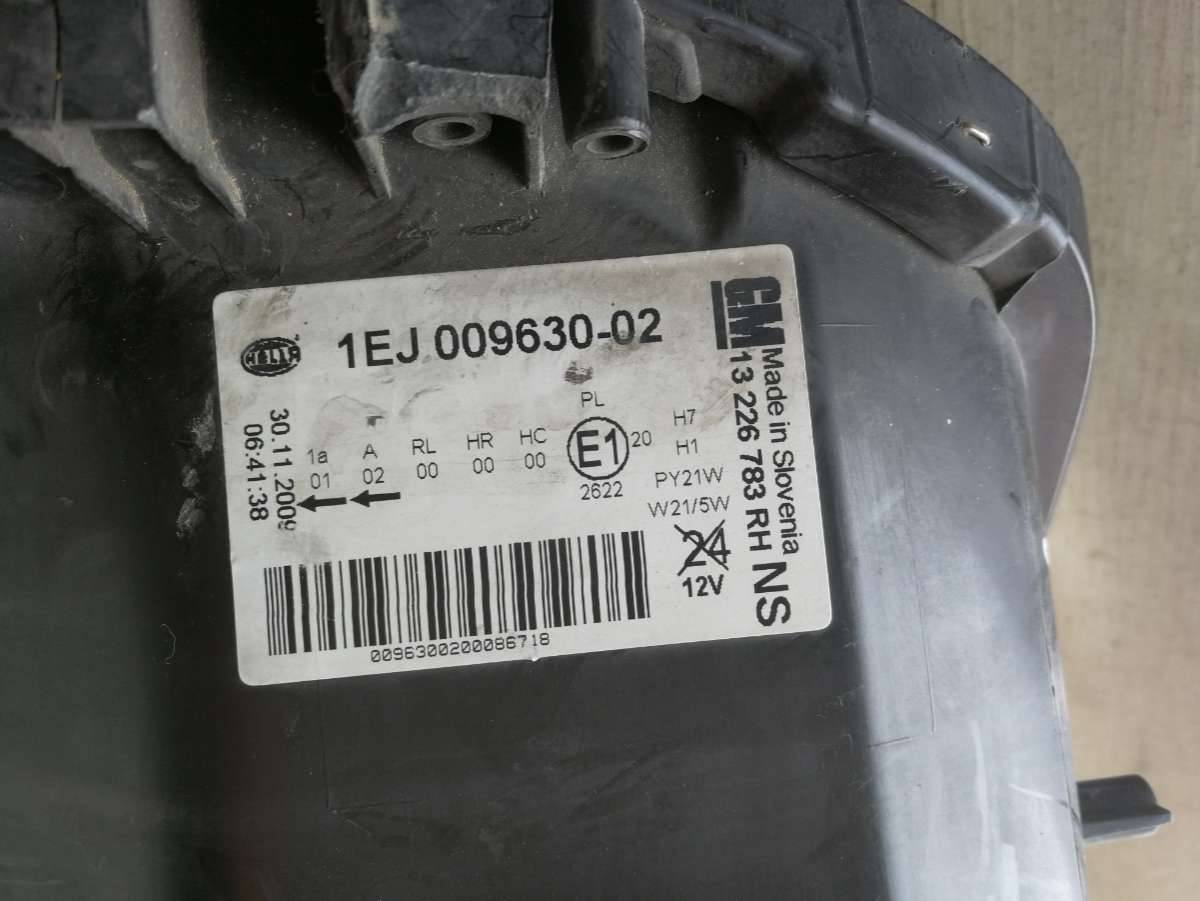 HELLA
1EJ 009630-02
GM
13 226 783 RH NS
Made in Slovenia
30.11.2009
06:41:38
1a A RL HR HC
01 02 00 00 00
PL
E1 20
2622
H7
H1
PY21W
W21/5W
24
12V
0096300200086718